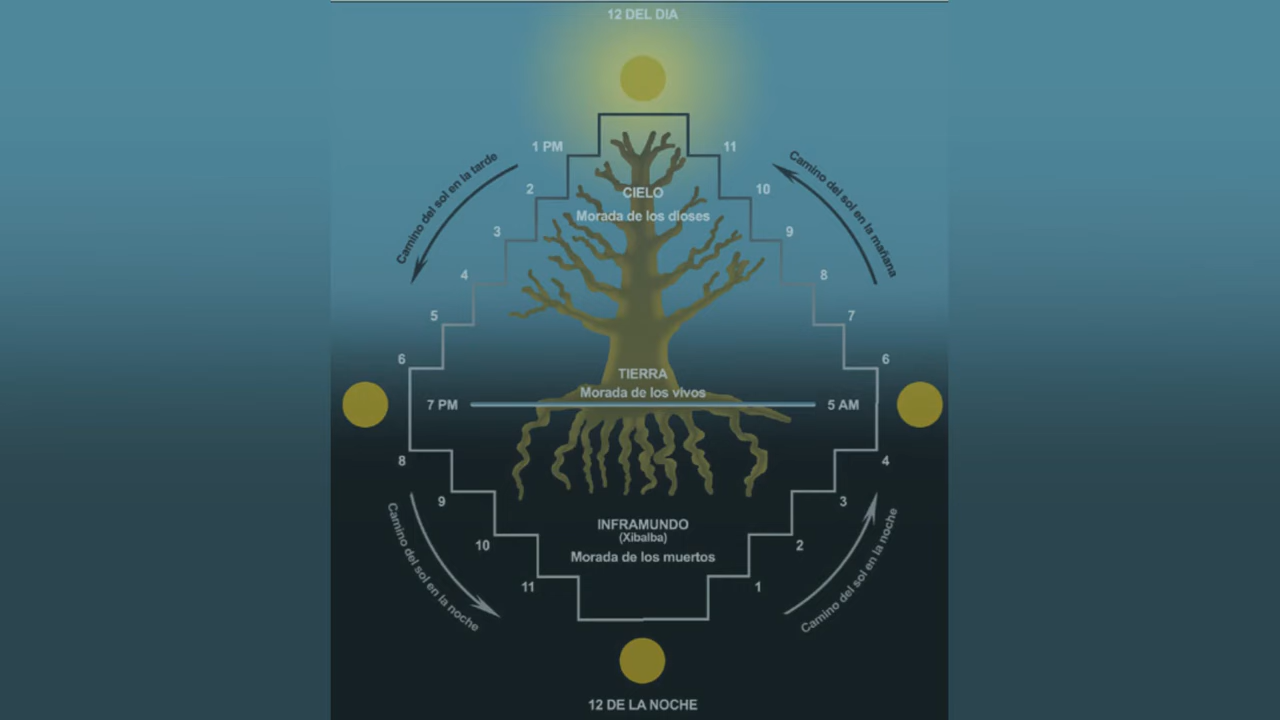 12 DEL DIA
1 PM
11
Camino del sol en la tarde
Camino del sol en la mañana
2
CIELO
10
Morada de los dioses
3
9
4
8
5
7
6
6
TIERRA
Morada de los vivos
7 PM
5 AM
8
4
9
3
Camino del sol en la noche
Camino del sol en la noche
INFRAMUNDO
(Xibalba)
10
2
Morada de los muertos
11
1
12 DE LA NOCHE